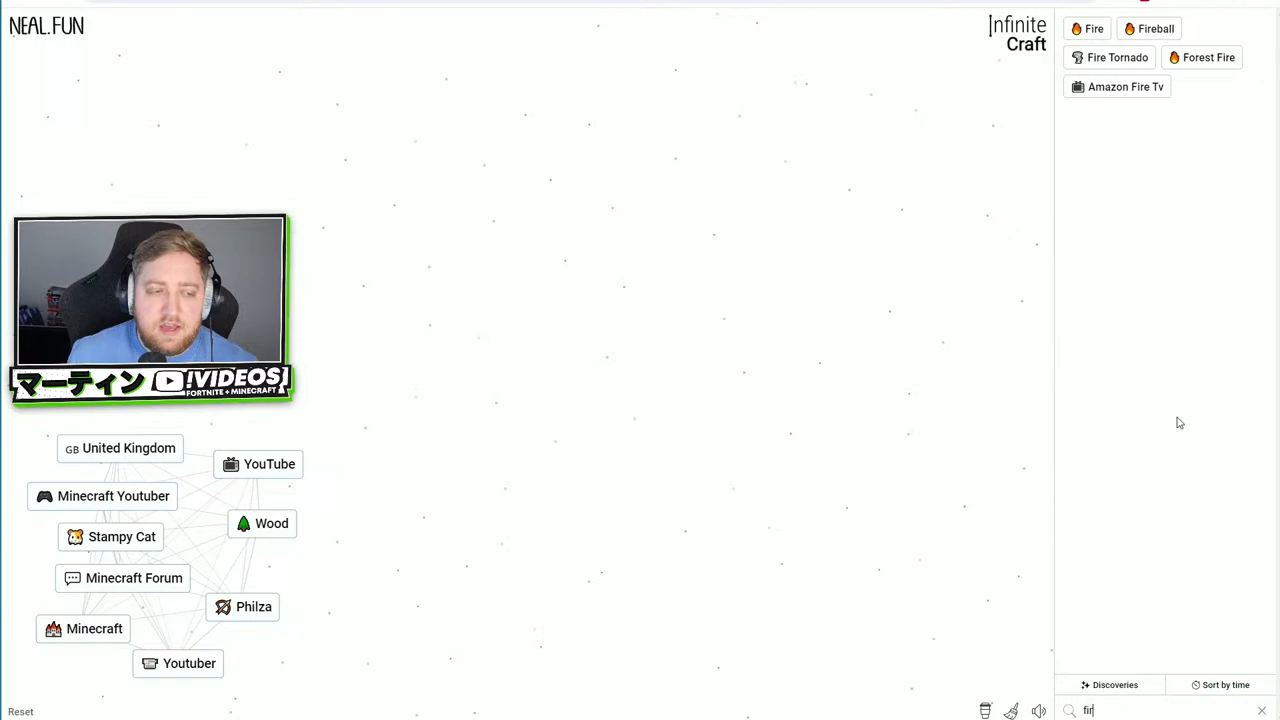 NEAL.FUN
Infinite
Craft
Fire
Fireball
Fire Tornado
Forest Fire
Amazon Fire Tv
マーティン
!VIDEOS
FORTNITE + MINECRAFT
GB United Kingdom
YouTube
Minecraft Youtuber
Wood
Stampy Cat
Minecraft Forum
Philza
Minecraft
Youtuber
Discoveries
Sort by time
Reset
fir